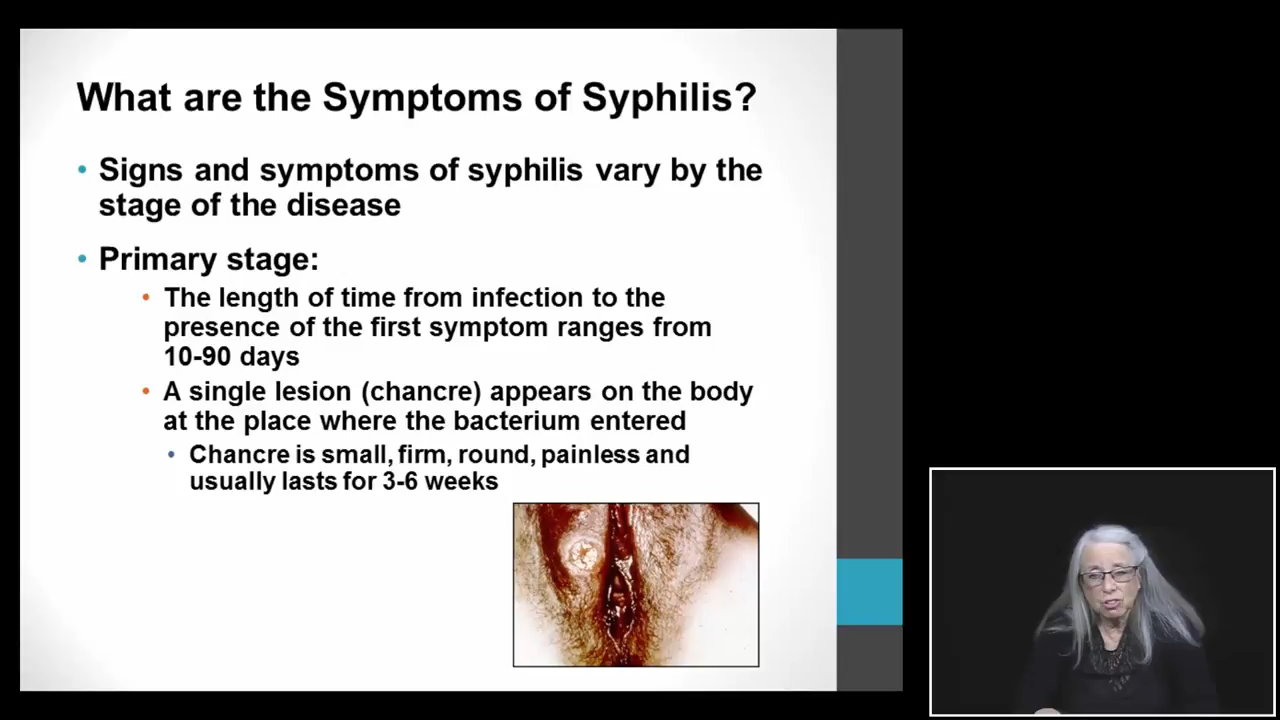 What are the Symptoms of Syphilis?
• Signs and symptoms of syphilis vary by the
stage of the disease
• Primary stage:
• The length of time from infection to the
presence of the first symptom ranges from
10-90 days
• A single lesion (chancre) appears on the body
at the place where the bacterium entered
• Chancre is small, firm, round, painless and
usually lasts for 3-6 weeks